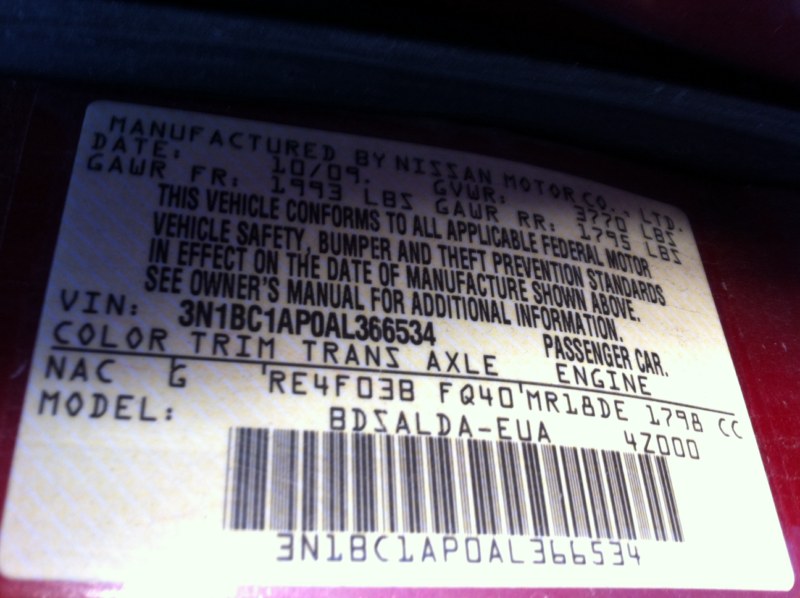 MANUFACTURED BY NISSAN MOTOR CO., LTD.
DATE: 10/09. GVWR: 3770 LBS
GAWR FR: 1993 LBS GAWR RR: 1795 LBS
THIS VEHICLE CONFORMS TO ALL APPLICABLE FEDERAL MOTOR
VEHICLE SAFETY, BUMPER AND THEFT PREVENTION STANDARDS
IN EFFECT ON THE DATE OF MANUFACTURE SHOWN ABOVE.
SEE OWNER'S MANUAL FOR ADDITIONAL INFORMATION.
VIN: 3N1BC1AP0AL366534 PASSENGER CAR.
COLOR TRIM TRANS AXLE ENGINE
NAC G RE4F03B FQ40 MR18DE 1798 CC
MODEL: BDSALDA-EUA 4Z000
3N1BC1AP0AL366534